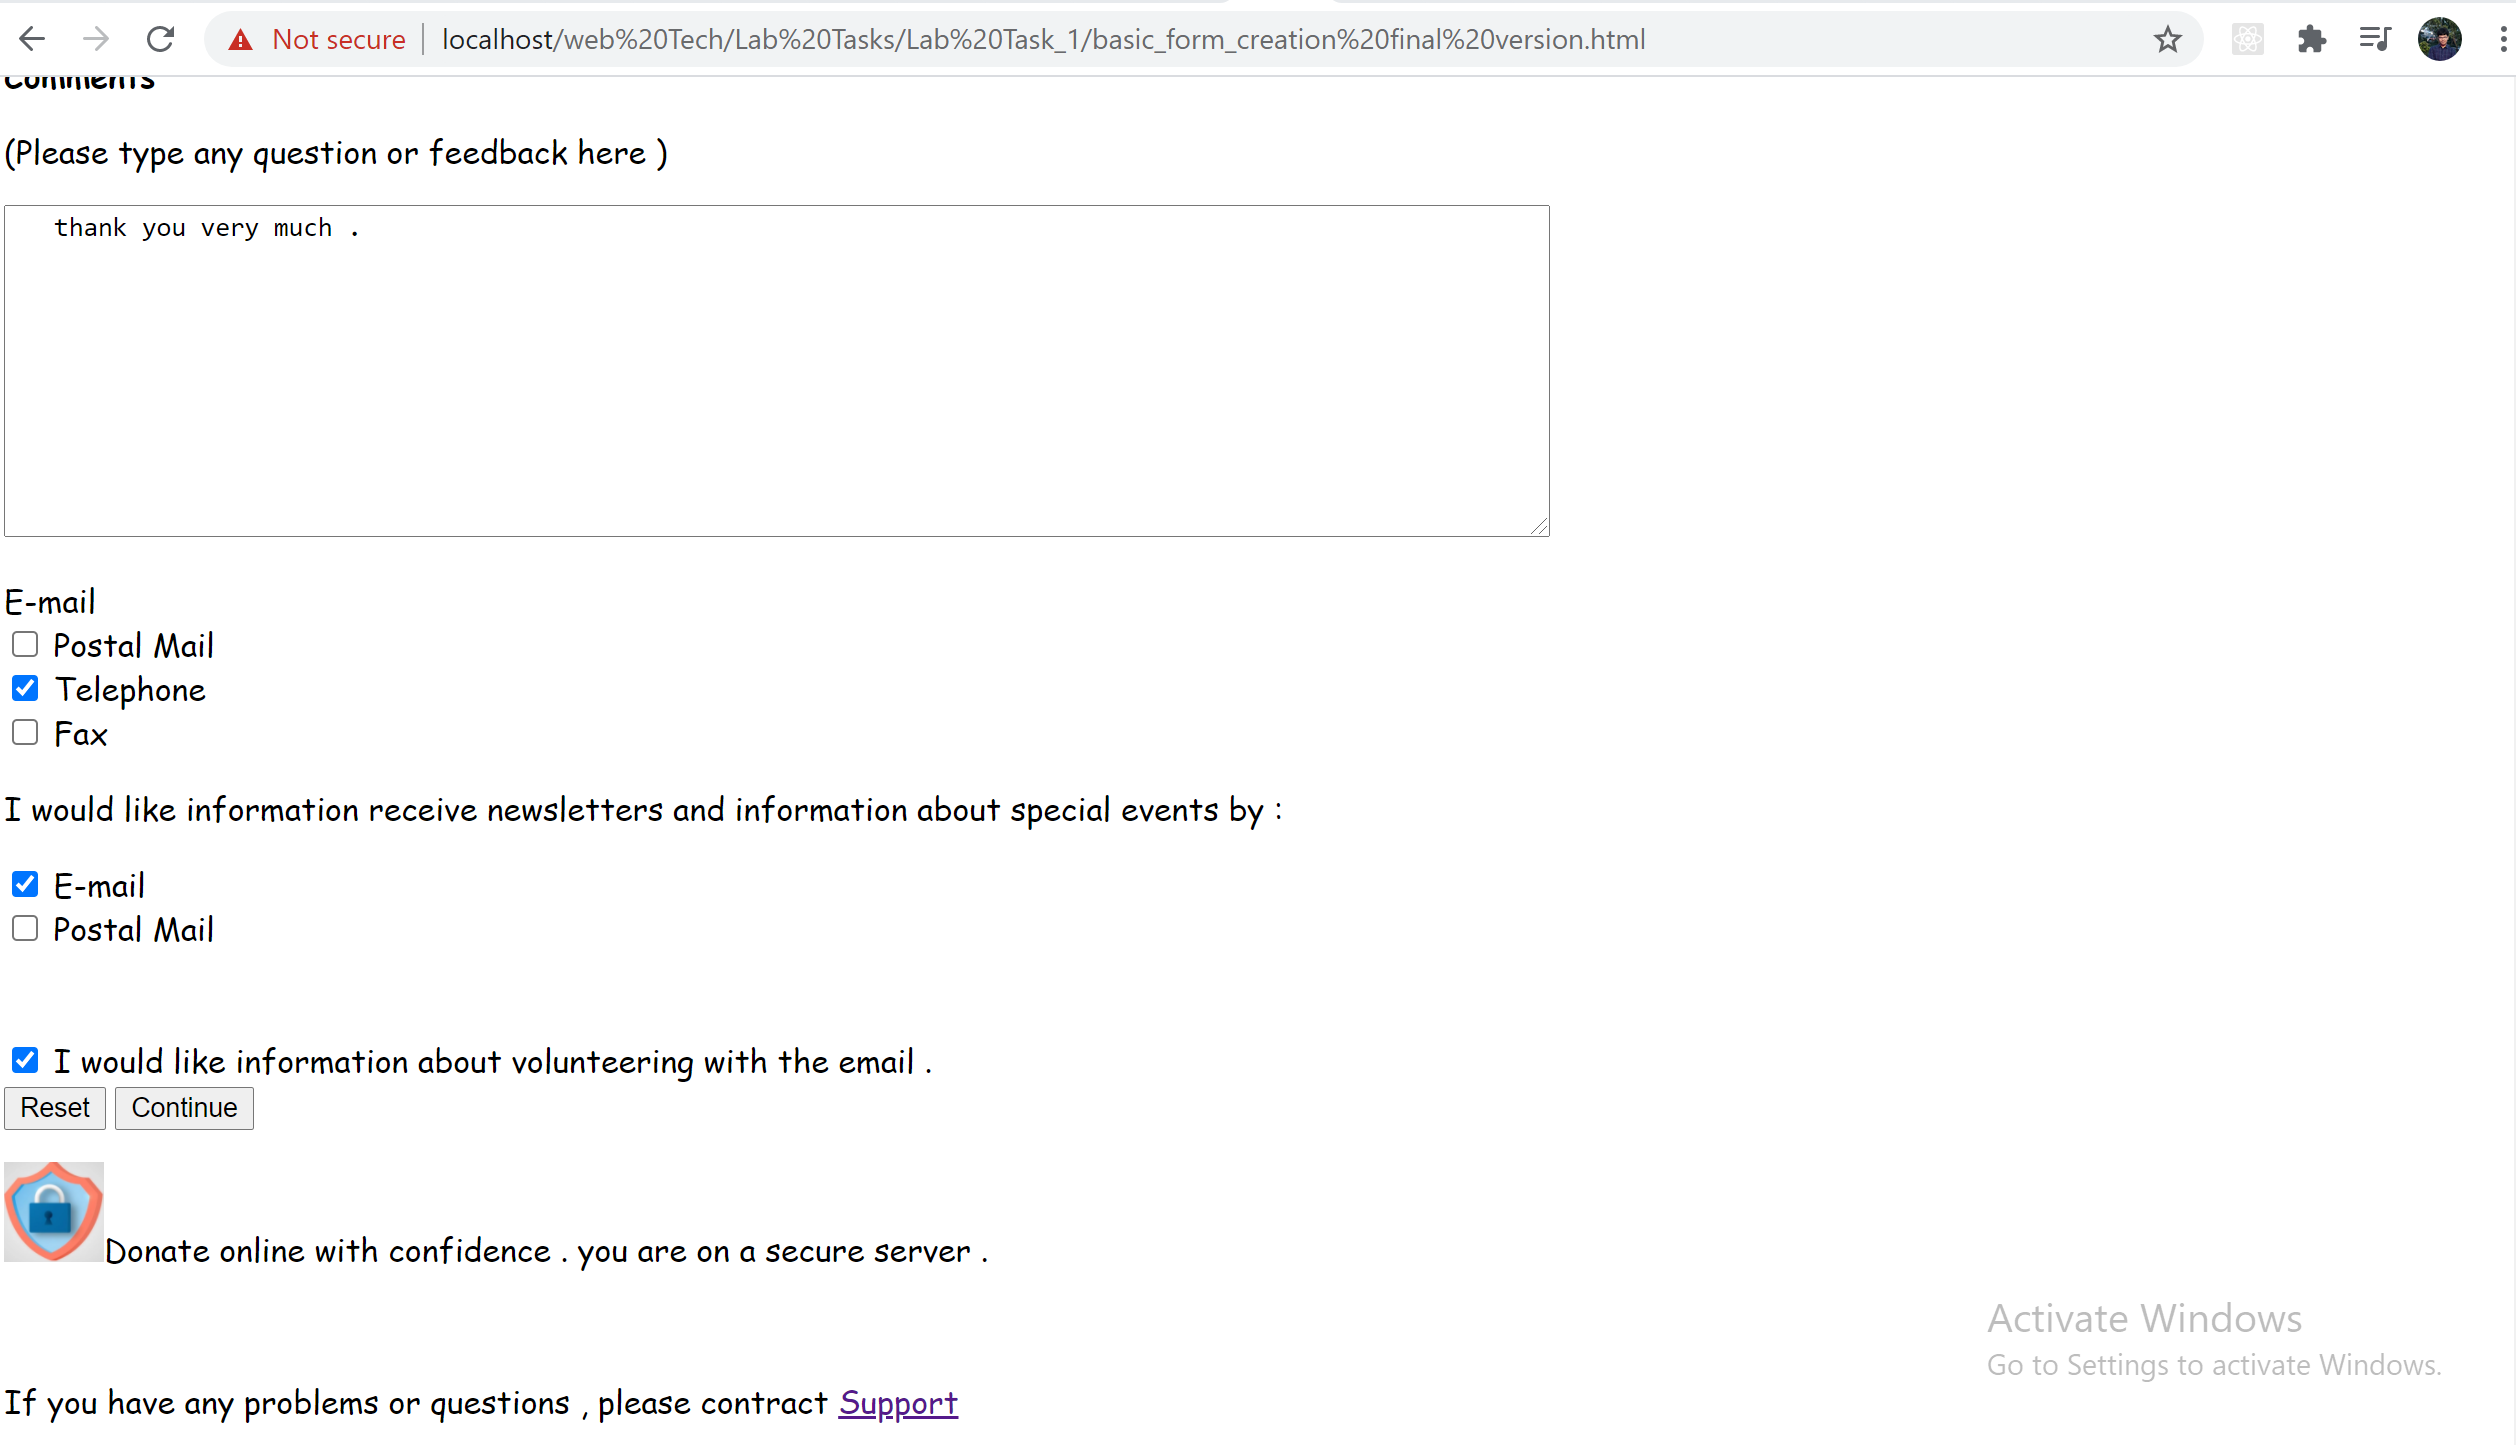 Not secure localhost/web%20Tech/Lab%20Tasks/Lab%20Task_1/basic_form_creation%20final%20version.html
Comments
(Please type any question or feedback here )
thank you very much .
E-mail
Postal Mail
Telephone
Fax
I would like information receive newsletters and information about special events by :
E-mail
Postal Mail
I would like information about volunteering with the email .
Reset Continue
Donate online with confidence . you are on a secure server .
Activate Windows
Go to Settings to activate Windows.
If you have any problems or questions , please contract Support